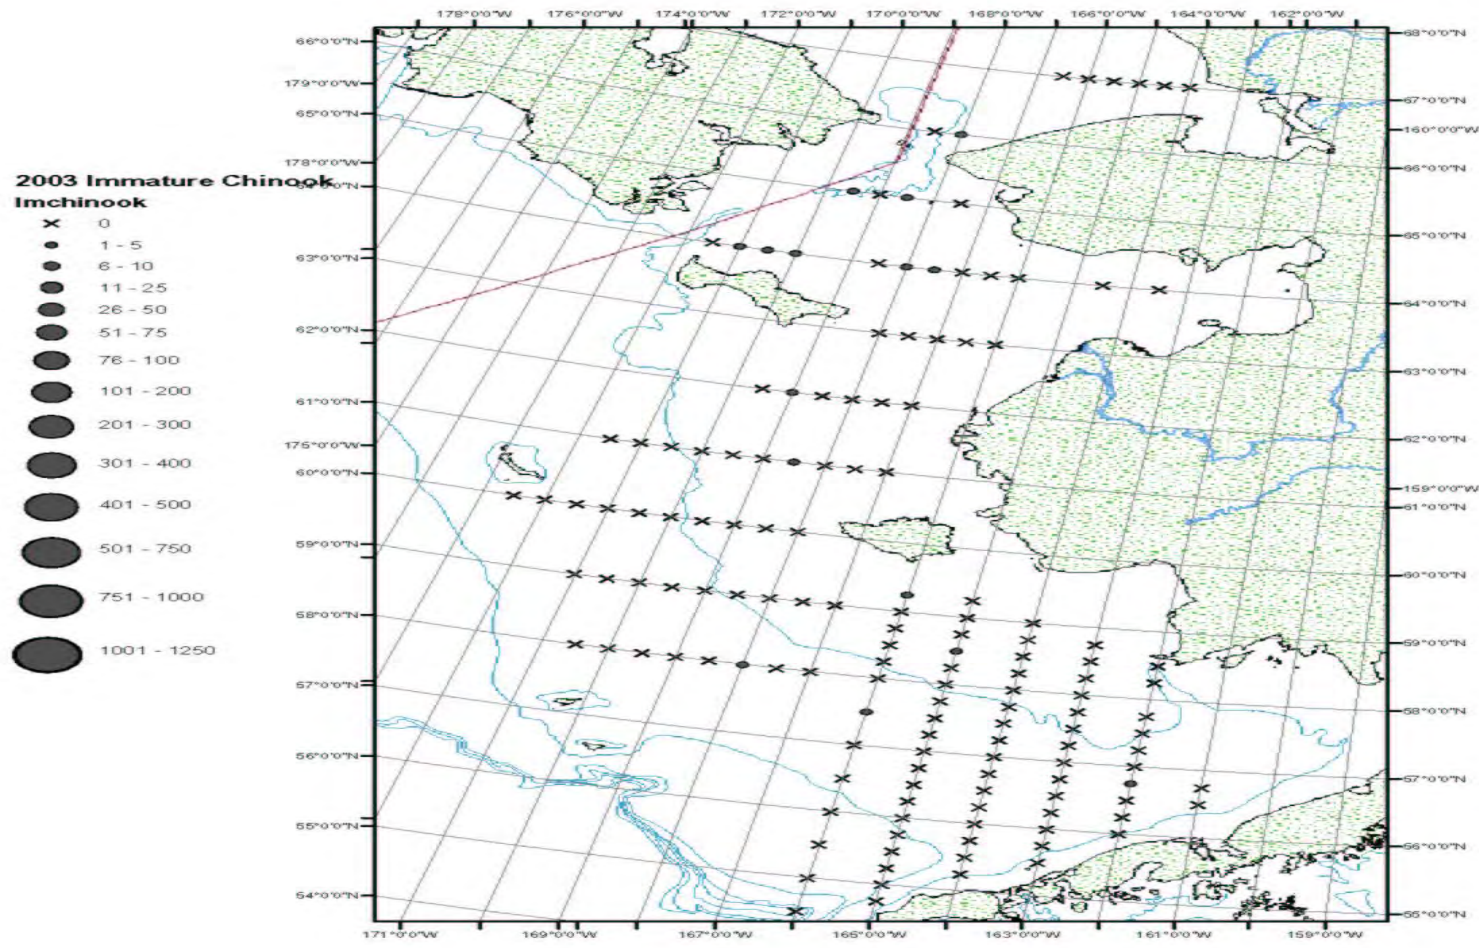 178°0'0"W 176°0'0"W 174°0'0"W 172°0'0"W 170°0'0"W 168°0'0"W 166°0'0"W 164°0'0"W 162°0'0"W
66°0'0"N
179°0'0"W
65°0'0"N
178°0'0"W
64°0'0"N
63°0'0"N
62°0'0"N
61°0'0"N
175°0'0"W
60°0'0"N
59°0'0"N
58°0'0"N
57°0'0"N
56°0'0"N
55°0'0"N
54°0'0"N
68°0'0"N
67°0'0"N
160°0'0"W
66°0'0"N
65°0'0"N
64°0'0"N
63°0'0"N
62°0'0"N
159°0'0"W
61°0'0"N
60°0'0"N
59°0'0"N
58°0'0"N
57°0'0"N
56°0'0"N
55°0'0"N
171°0'0"W 169°0'0"W 167°0'0"W 165°0'0"W 163°0'0"W 161°0'0"W 159°0'0"W
2003 Immature Chinook
Imchinook
0
1 - 5
6 - 10
11 - 25
26 - 50
51 - 75
76 - 100
101 - 200
201 - 300
301 - 400
401 - 500
501 - 750
751 - 1000
1001 - 1250